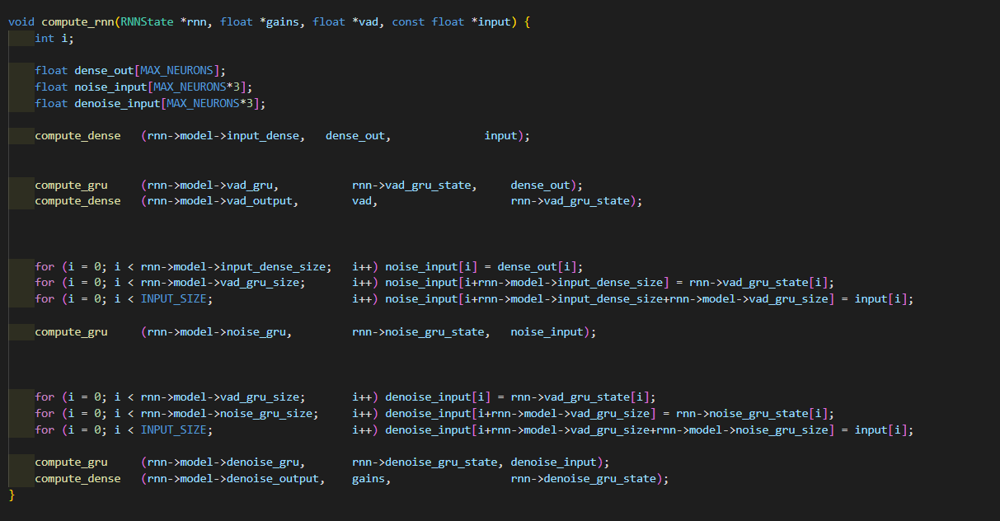 void compute_rnn(RNNState *rnn, float *gains, float *vad, const float *input) {
int i;
float dense_out[MAX_NEURONS];
float noise_input[MAX_NEURONS*3];
float denoise_input[MAX_NEURONS*3];
compute_dense (rnn->model->input_dense, dense_out, input);
compute_gru (rnn->model->vad_gru, rnn->vad_gru_state, dense_out);
compute_dense (rnn->model->vad_output, vad, rnn->vad_gru_state);
for (i = 0; i < rnn->model->input_dense_size; i++) noise_input[i] = dense_out[i];
for (i = 0; i < rnn->model->vad_gru_size; i++) noise_input[i+rnn->model->input_dense_size] = rnn->vad_gru_state[i];
for (i = 0; i < INPUT_SIZE; i++) noise_input[i+rnn->model->input_dense_size+rnn->model->vad_gru_size] = input[i];
compute_gru (rnn->model->noise_gru, rnn->noise_gru_state, noise_input);
for (i = 0; i < rnn->model->vad_gru_size; i++) denoise_input[i] = rnn->vad_gru_state[i];
for (i = 0; i < rnn->model->noise_gru_size; i++) denoise_input[i+rnn->model->vad_gru_size] = rnn->noise_gru_state[i];
for (i = 0; i < INPUT_SIZE; i++) denoise_input[i+rnn->model->vad_gru_size+rnn->model->noise_gru_size] = input[i];
compute_gru (rnn->model->denoise_gru, rnn->denoise_gru_state, denoise_input);
compute_dense (rnn->model->denoise_output, gains, rnn->denoise_gru_state);
}